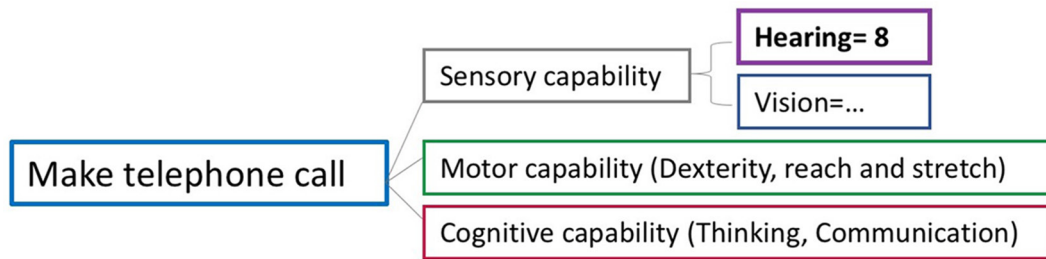 Make telephone call
Sensory capability
Hearing= 8
Vision=...
Motor capability (Dexterity, reach and stretch)
Cognitive capability (Thinking, Communication)